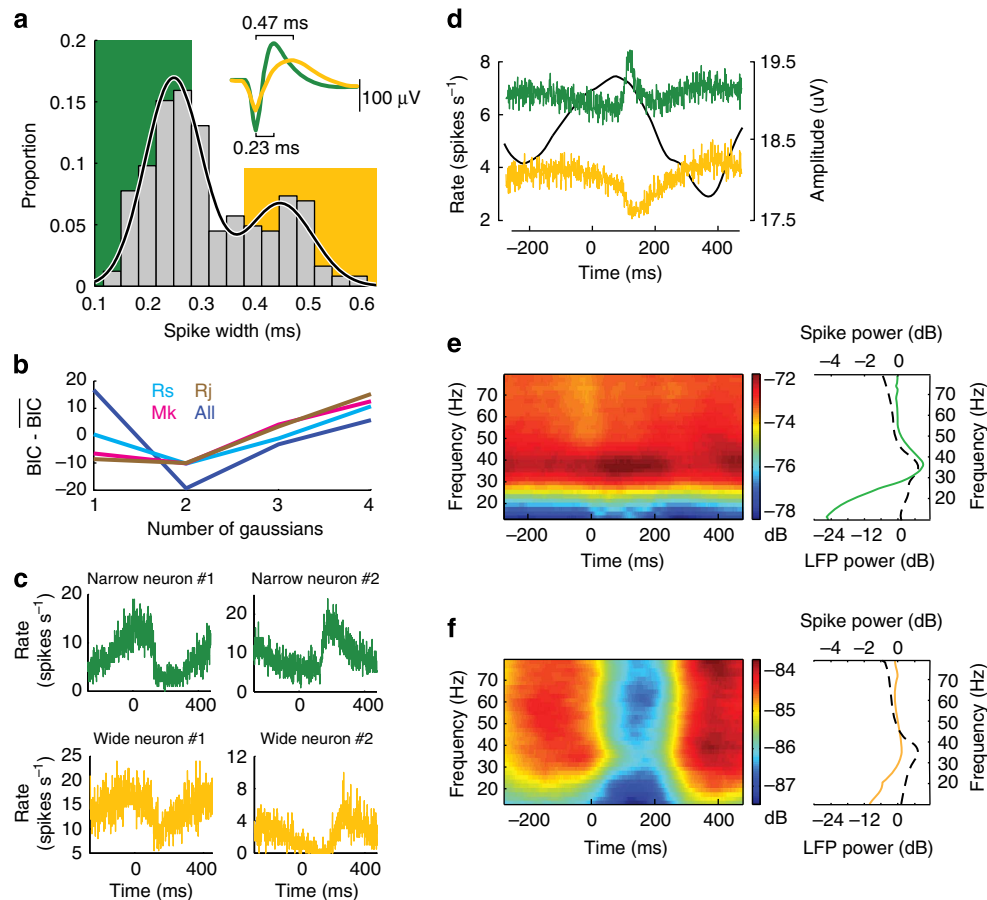 a
0.47 ms
0.2
0.15
0.1
0.05
0
Proportion
100 µV
0.23 ms
0.1 0.2 0.3 0.4 0.5 0.6
Spike width (ms)
b
20
10
0
−10
−20
BIC - BIC
Rs Rj
Mk All
1 2 3 4
Number of gaussians
c
Narrow neuron #1
Narrow neuron #2
Rate
(spikes s⁻¹)
25
20
15
10
5
0
20
10
0
0 400
0 400
Wide neuron #1
Wide neuron #2
Rate
(spikes s⁻¹)
25
20
15
10
5
12
8
4
0
0 400
0 400
Time (ms)
Time (ms)
d
Rate (spikes s⁻¹)
8
6
4
2
19.5
18.5
17.5
Amplitude (uV)
−200 0 200 400
Time (ms)
e
Frequency (Hz)
70
60
50
40
30
20
−200 0 200 400
Time (ms)
−72
−74
−76
−78
dB
Spike power (dB)
−4 −2 0
70
60
50
40
30
20
Frequency (Hz)
−24 −12 0
LFP power (dB)
f
Frequency (Hz)
70
60
50
40
30
20
−200 0 200 400
Time (ms)
−84
−85
−86
−87
dB
Spike power (dB)
−4 −2 0
70
60
50
40
30
20
Frequency (Hz)
−24 −12 0
LFP power (dB)